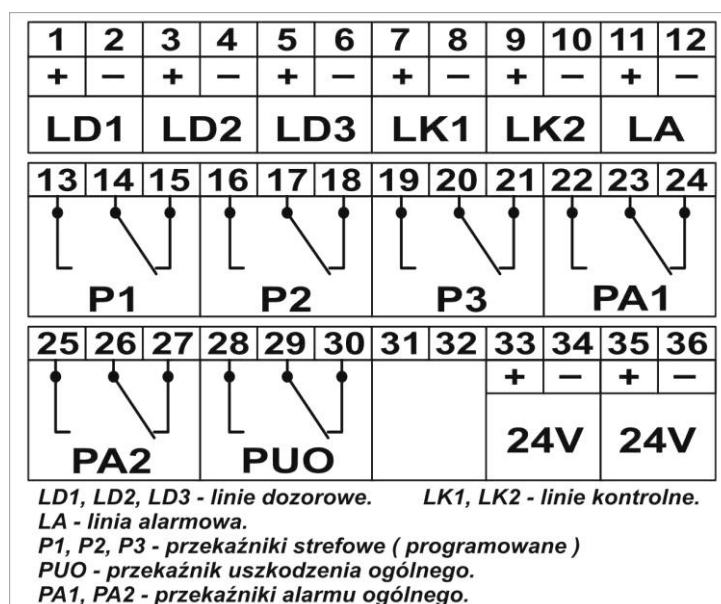 1 2 3 4 5 6 7 8 9 10 11 12
+ − + − + − + − + − + −
LD1 LD2 LD3 LK1 LK2 LA
13 14 15 16 17 18 19 20 21 22 23 24
P1 P2 P3 PA1
25 26 27 28 29 30 31 32 33 34 35 36
+ − + −
PA2 PUO 24V 24V
LD1, LD2, LD3 - linie dozorowe. LK1, LK2 - linie kontrolne.
LA - linia alarmowa.
P1, P2, P3 - przekaźniki strefowe ( programowane )
PUO - przekaźnik uszkodzenia ogólnego.
PA1, PA2 - przekaźniki alarmu ogólnego.